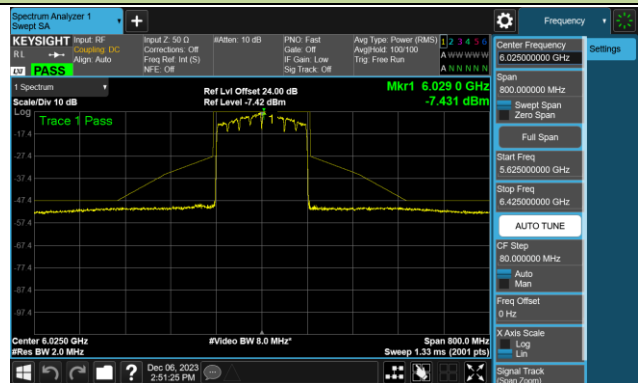 Spectrum Analyzer 1
Swept SA
+
Frequency
KEYSIGHT
RL
Align: Auto
PASS
Input: RF
Coupling: DC
Input Z: 50 Ω
Corrections: Off
Freq Ref: Int (S)
NFE: Off
#Atten: 10 dB
PNO: Fast
Gate: Off
IF Gain: Low
Sig Track: Off
Avg Type: Power (RMS)
Avg|Hold: 100/100
Trig: Free Run
1 2 3 4 5 6
A W W W W W
A N N N N N
1 Spectrum
Scale/Div 10 dB
Ref Lvl Offset 24.00 dB
Ref Level -7.42 dBm
Mkr1 6.029 0 GHz
-7.431 dBm
Log
Trace 1 Pass
1
-17.4
-27.4
-37.4
-47.4
-57.4
-67.4
-77.4
-87.4
-97.4
Center 6.0250 GHz
#Res BW 2.0 MHz
#Video BW 8.0 MHz*
Span 800.0 MHz
Sweep 1.33 ms (2001 pts)
Dec 06, 2023
2:51:25 PM
Center Frequency
6.025000000 GHz
Settings
Span
800.000000 MHz
Swept Span
Zero Span
Full Span
Start Freq
5.625000000 GHz
Stop Freq
6.425000000 GHz
AUTO TUNE
CF Step
80.000000 MHz
Auto
Man
Freq Offset
0 Hz
X Axis Scale
Log
Lin
Signal Track
(Span Zoom)